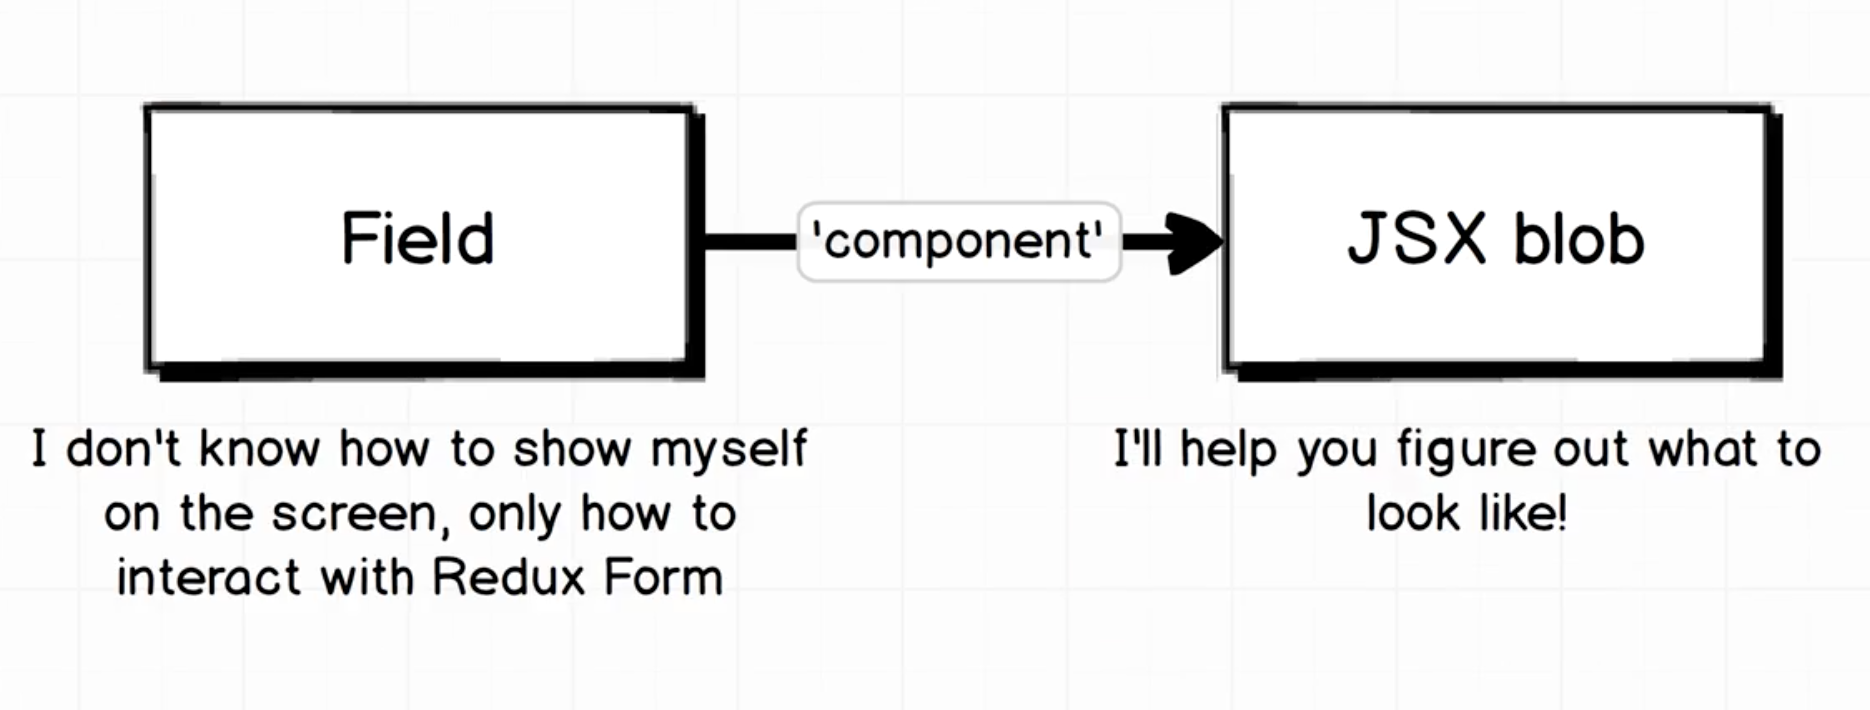 Field
'component'
JSX blob
I don't know how to show myself
on the screen, only how to
interact with Redux Form
I'll help you figure out what to
look like!